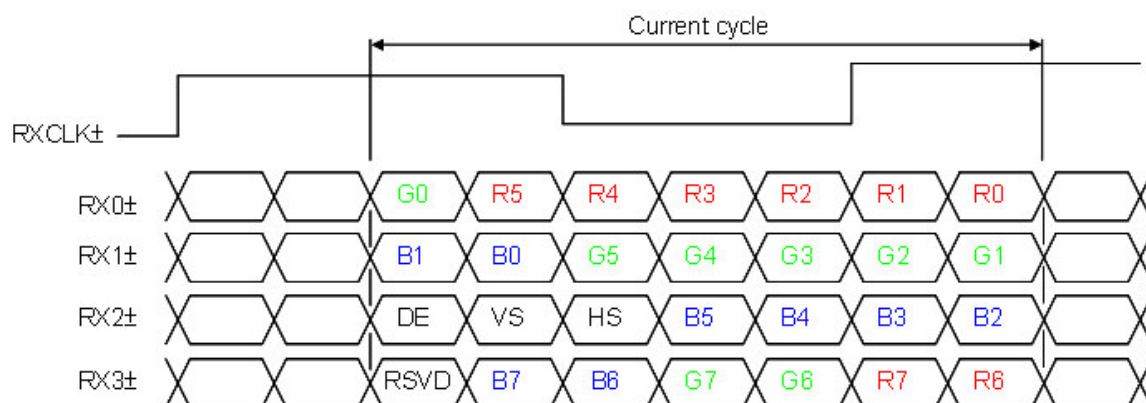 Current cycle
RXCLK±
RX0± G0 R5 R4 R3 R2 R1 R0
RX1± B1 B0 G5 G4 G3 G2 G1
RX2± DE VS HS B5 B4 B3 B2
RX3± RSVD B7 B6 G7 G6 R7 R6